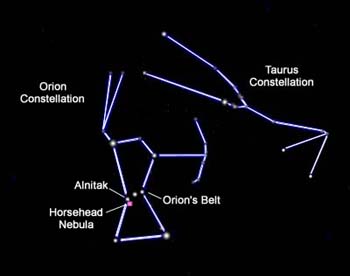 Taurus
Constellation
Orion
Constellation
Alnitak
Orion's Belt
Horsehead
Nebula